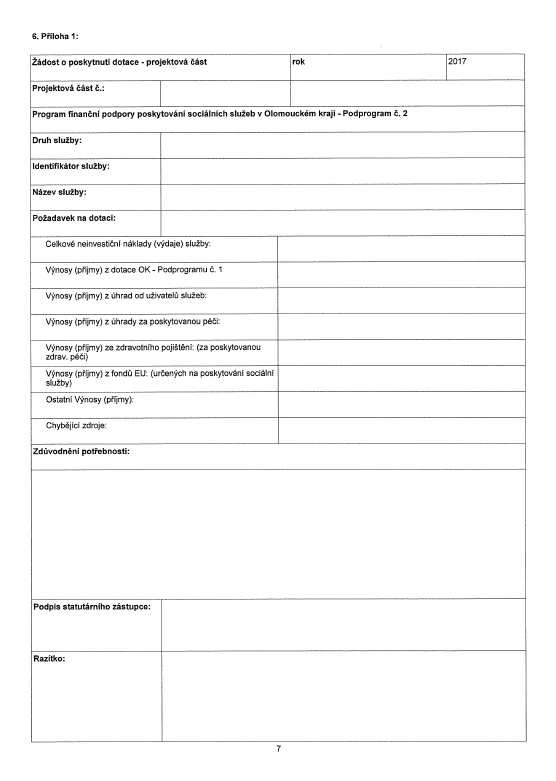 6. Příloha 1:
Žádost o poskytnutí dotace - projektová část rok 2017
Projektová část č.:
Program finanční podpory poskytování sociálních služeb v Olomouckém kraji - Podprogram č. 2
Druh služby:
Identifikátor služby:
Název služby:
Požadavek na dotaci:
Celkové neinvestiční náklady (výdaje) služby:
Výnosy (příjmy) z dotace OK - Podprogramu č. 1
Výnosy (příjmy) z úhrad od uživatelů služeb:
Výnosy (příjmy) z úhrady za poskytovanou péči:
Výnosy (příjmy) ze zdravotního pojištění: (za poskytovanou
zdrav. péči)
Výnosy (příjmy) z fondů EU: (určených na poskytování sociální
služby)
Ostatní Výnosy (příjmy):
Chybějící zdroje:
Zdůvodnění potřebnosti:
Podpis statutárního zástupce:
Razítko:
7